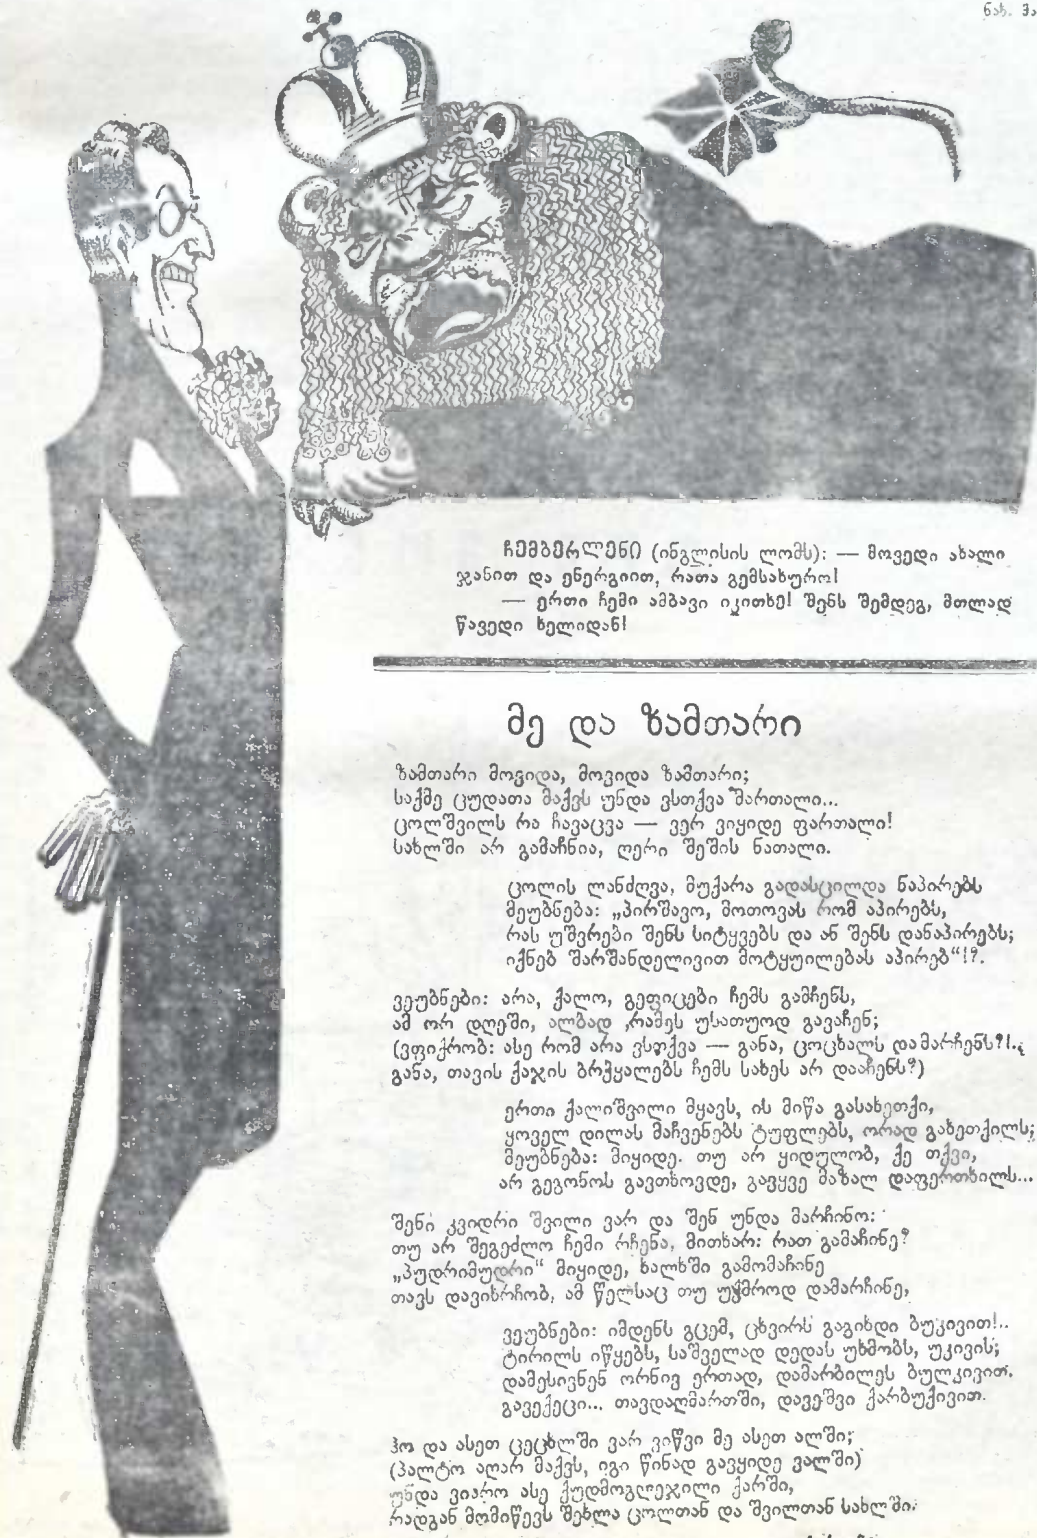 ნახ.
ჩემბერლენი (ინგლისის ლომს): — მოვედი ახალი
ჯანით და ენერგიით, რათა გემსახურო!
— ერთი ჩემი ამბავი იკითხე! შენს შემდეგ, მთლად
წავედი ხელიდან!
მე და ზამთარი
ზამთარი მოვიდა, მოვიდა ზამთარი;
საქმე ცუდათა მაქვს უნდა ვსთქვა მართალი...
ცოლშვილს რა ჩავაცვა — ვერ ვიყიდე ფართალი!
სახლში არ გამაჩნია, ღერი შეშის ნათალი.
ცოლის ლანძღვა, მუქარა გადასცილდა ნაპირებს
მეუბნება: „პირშავო, მოთოვას რომ აპირებს,
რას უშვრები შენს სიტყვებს და ან შენს დანაპირებს;
იქნებ შარშანდელივით მოტყუილებას აპირებ“!?.
ვეუბნები: არა, ქალო, გეფიცები ჩემს გამჩენს,
ამ ორ დღეში, ალბად ,რამეს უსათუოდ გავაჩენ;
(ვფიქრობ: ასე რომ არა ვსთქვა — განა, ცოცხალს დამარჩენს?!..
განა, თავის ქაჯის ბრჭყალებს ჩემს სახეს არ დააჩენს?)
ერთი ქალიშვილი მყავს, ის მიწა გასახეთქი,
ყოველ დილას მაჩვენებს ტუფლებს, ორად გახეთქილს;
მეუბნება: მიყიდე. თუ არ ყიდულობ, ქე თქვი,
არ გეგონოს გავთხოვდე, გავყვე მაზალ დაფერთხილს...
შენი კვიდრი შვილი ვარ და შენ უნდა მარჩინო:
თუ არ შეგეძლო ჩემი რჩენა, მითხარ: რათ გამაჩინე?
„პუდრიმუდრი“ მიყიდე, ხალხში გამომაჩინე
თავს დავიხრჩობ, ამ წელსაც თუ უქმროდ დამარჩინე,
ვეუბნები: იმდენს გცემ, ცხვირს გაგიხდი ბუკივით!..
ტირილს იწყებს, საშველად დედას უხმობს, უკივის;
დამესივნენ ორნივ ერთად, დამარბილეს ბულკივით.
გავექეცი... თავდაღმართში, დავეშვი ქარბუქივით.
ჰო და ასეთ ცეცხლში ვარ ვიწვი მე ასეთ ალში;
(პალტო აღარ მაქვს, იგი წინად გავყიდე ვალში)
უნდა ვიარო ასე ქუდმოგლეჯილი ქარში,
რადგან მომიწევს შეხლა ცოლთან და შვილთან სახლში.